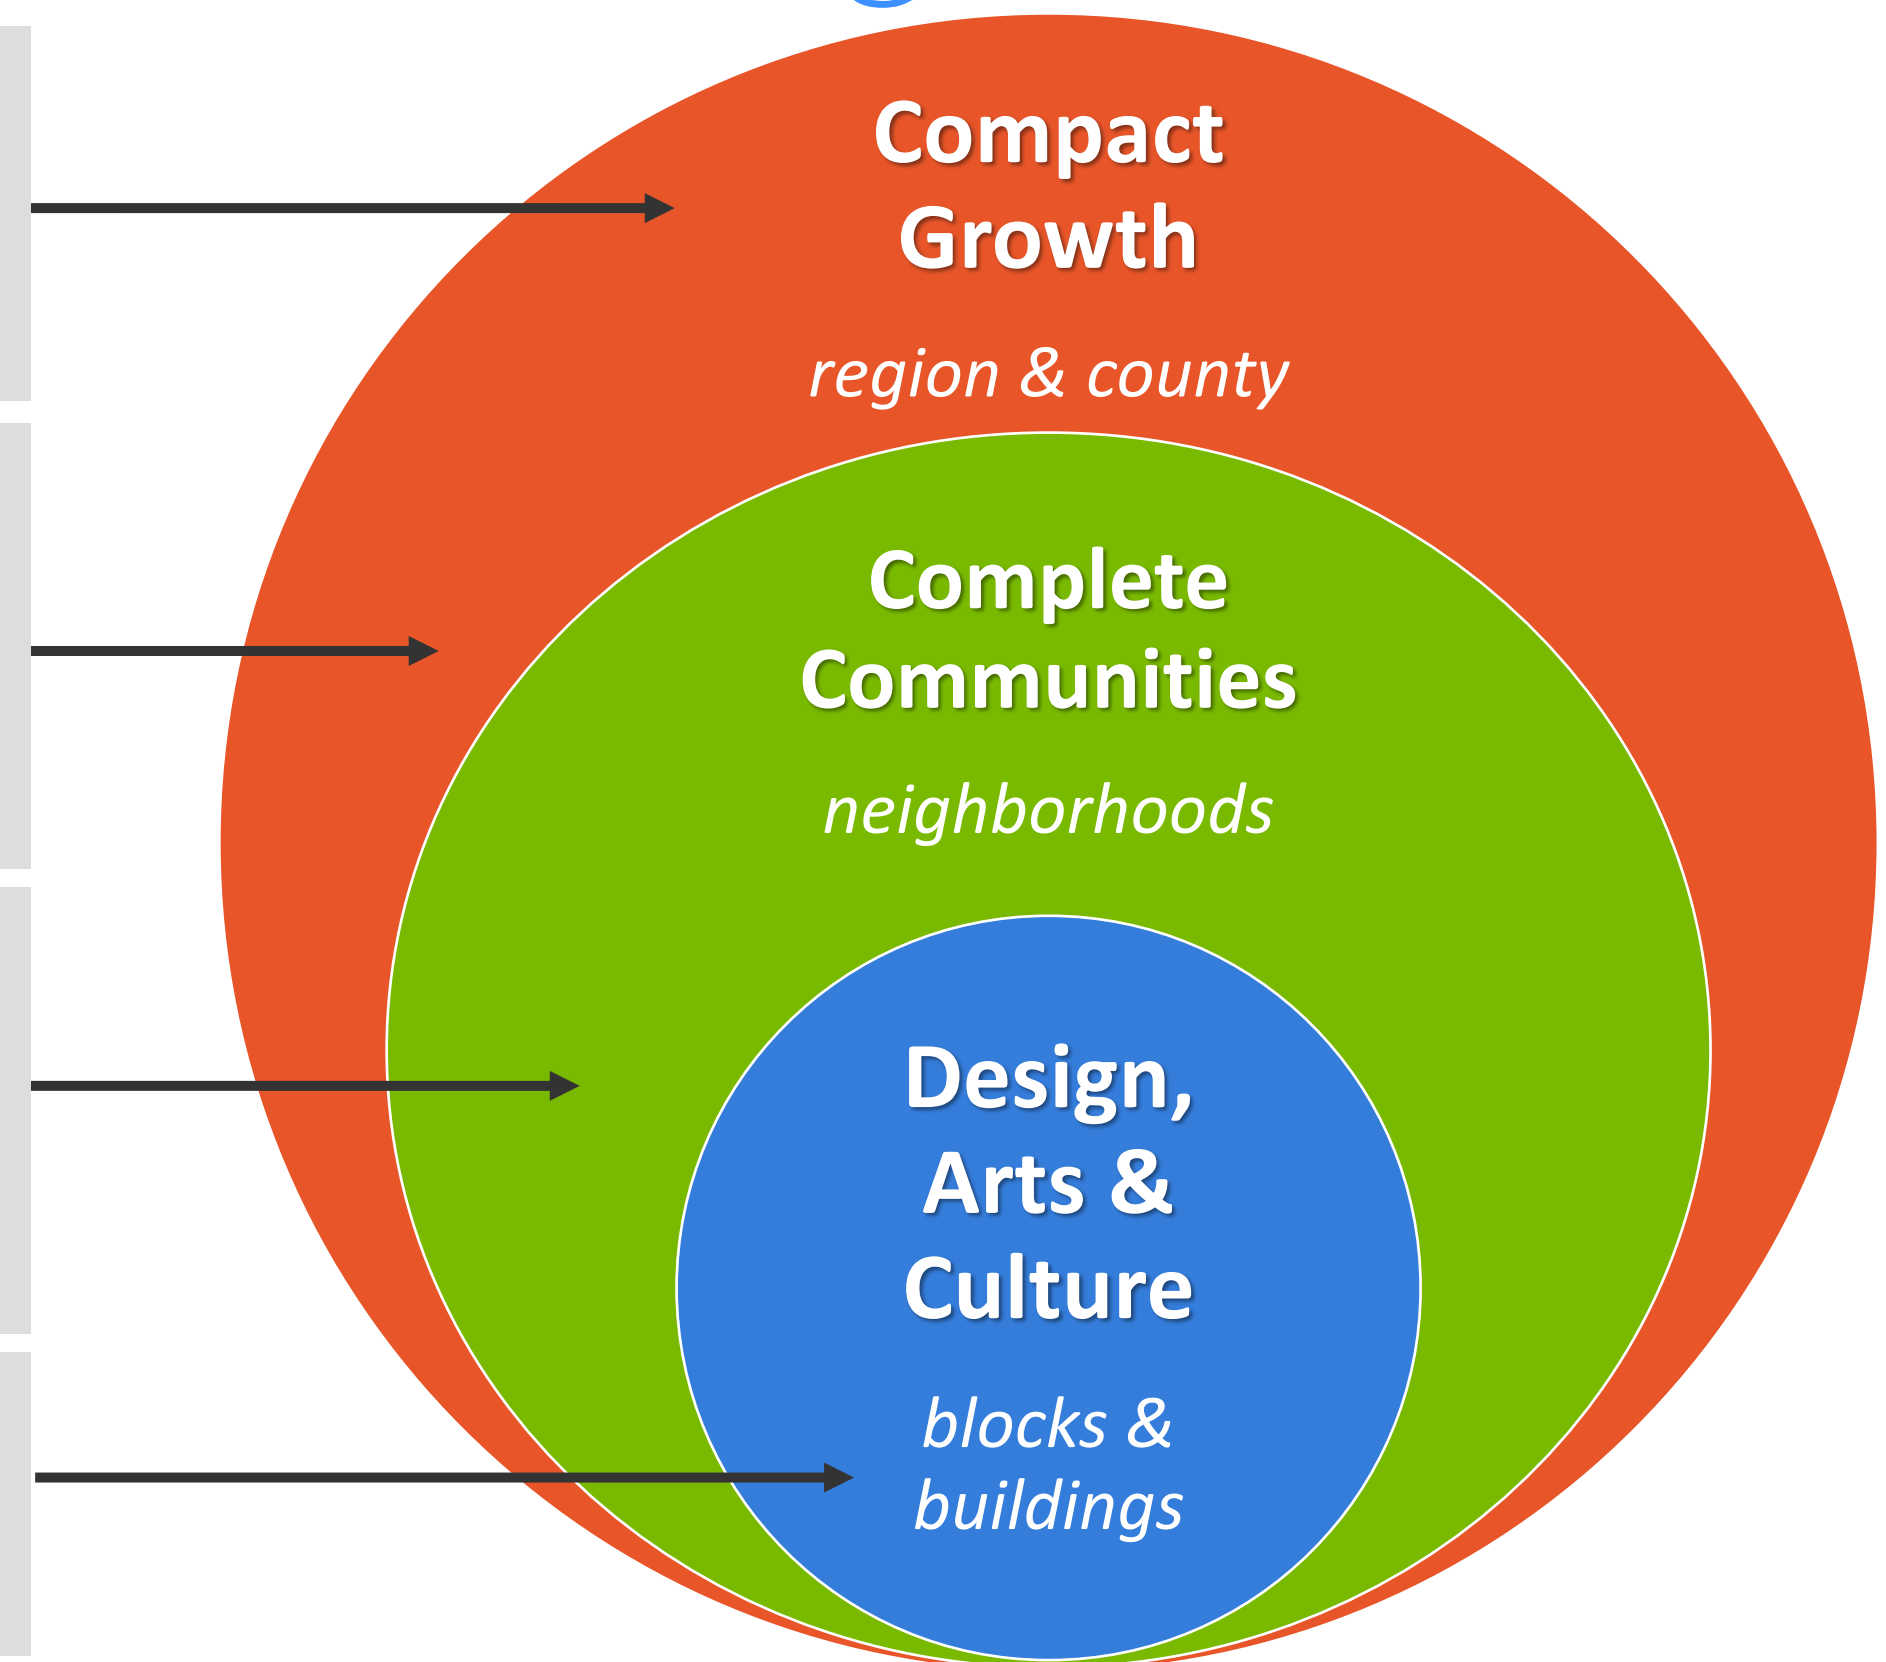 Compact
Growth
region & county
Complete
Communities
neighborhoods
Design,
Arts &
Culture
blocks &
buildings